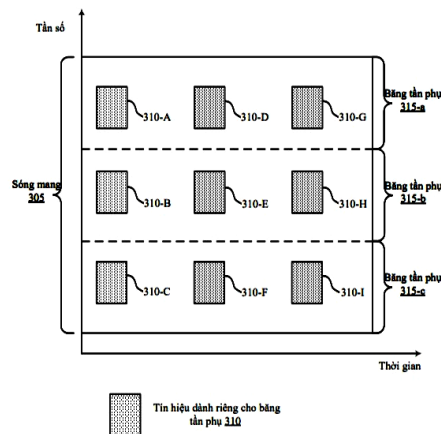 Tần số
310-A
310-D
310-G
Băng tần phụ
315-a
Sóng mang
305
310-B
310-E
310-H
Băng tần phụ
315-b
310-C
310-F
310-I
Băng tần phụ
315-c
Thời gian
Tín hiệu dành riêng cho băng
tần phụ 310